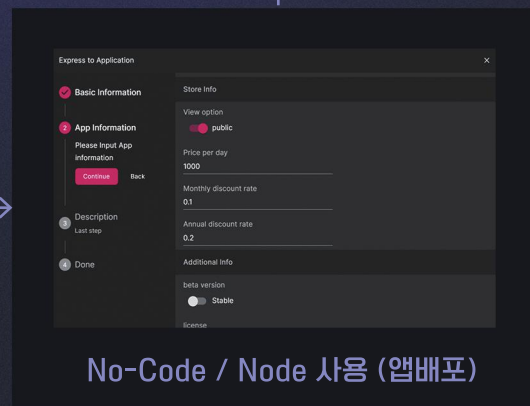 Express to Application
×
Basic Information
2 App Information
Please Input App
information
Continue Back
3 Description
Last step
4 Done
Store Info
View option
public
Price per day
1000
Monthly discount rate
0.1
Annual discount rate
0.2
Additional Info
beta version
Stable
license
No-Code / Node 사용 (앱배포)